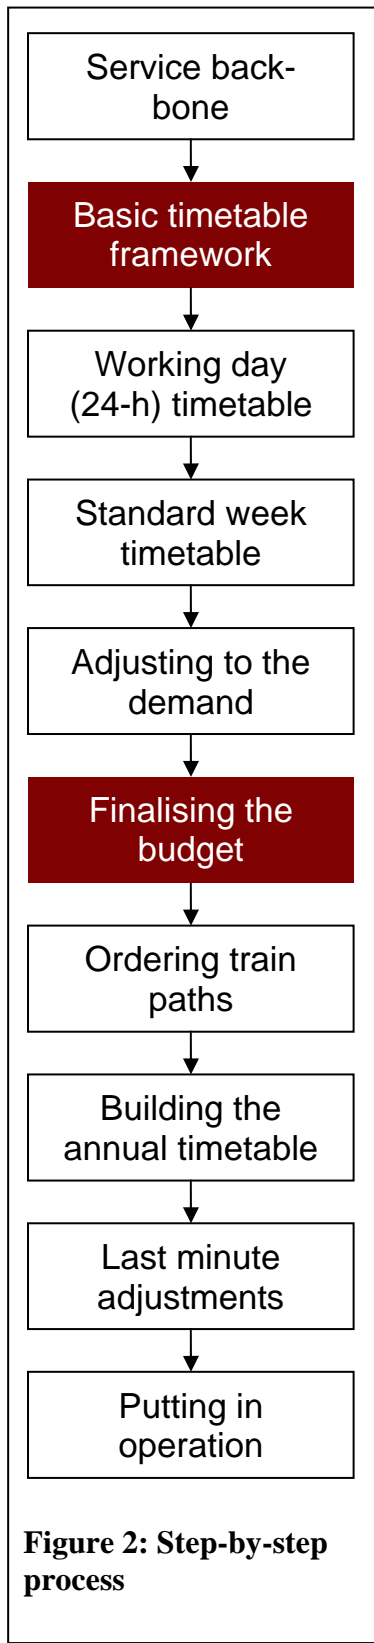 Service back-
bone
Basic timetable
framework
Working day
(24-h) timetable
Standard week
timetable
Adjusting to the
demand
Finalising the
budget
Ordering train
paths
Building the
annual timetable
Last minute
adjustments
Putting in
operation
Figure 2: Step-by-step
process